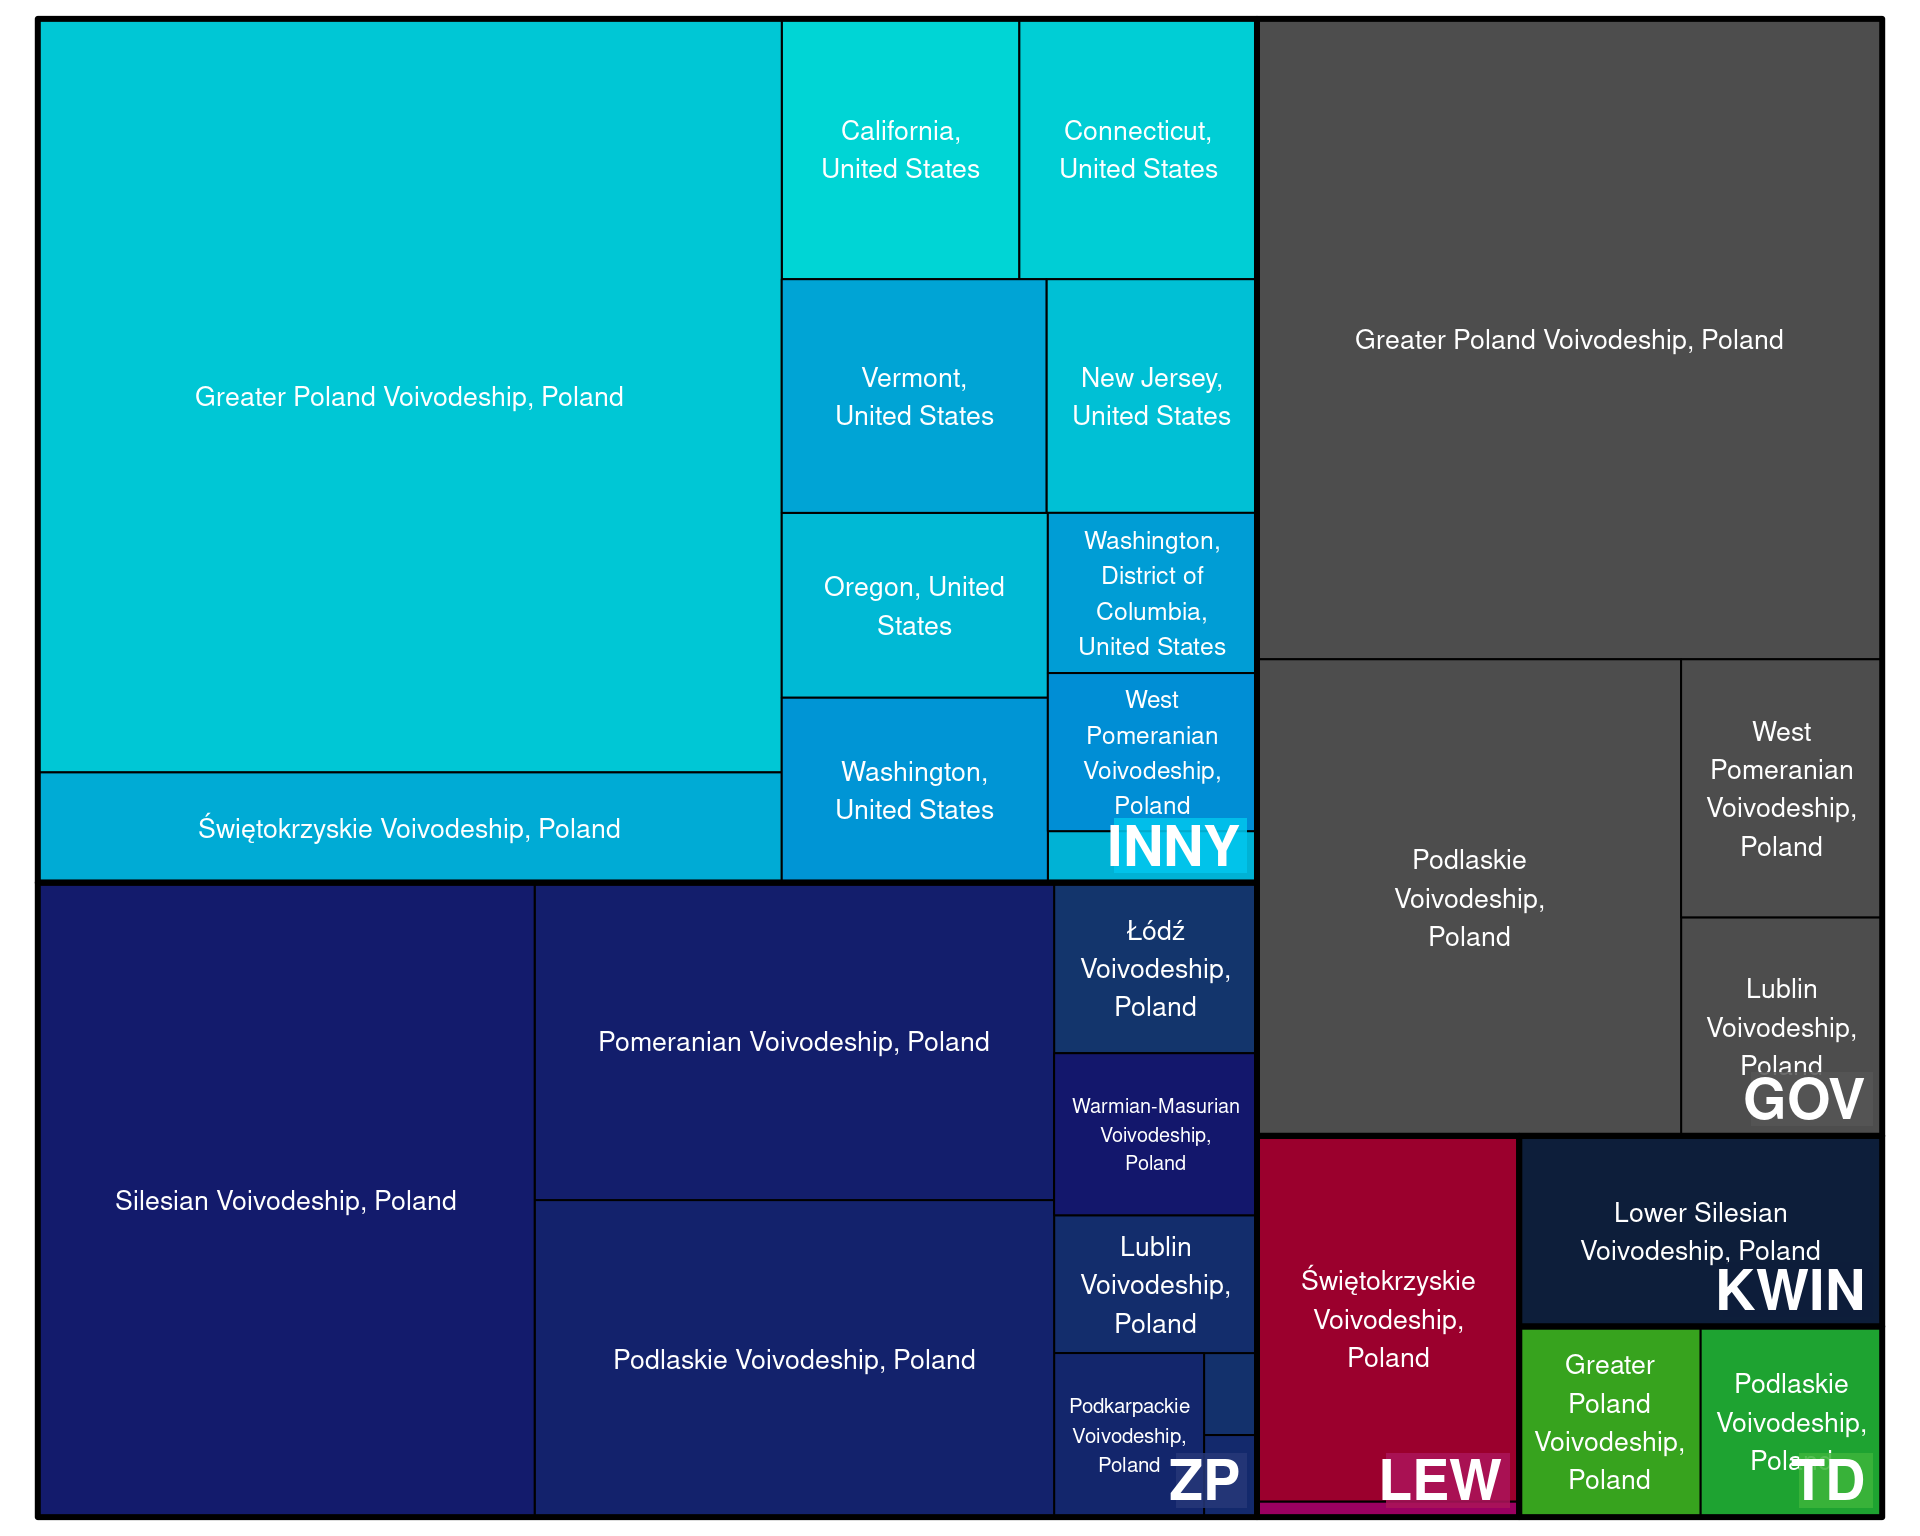 Greater Poland Voivodeship, Poland
Świętokrzyskie Voivodeship, Poland
California,
United States
Connecticut,
United States
Vermont,
United States
New Jersey,
United States
Oregon, United
States
Washington,
District of
Columbia,
United States
Washington,
United States
West
Pomeranian
Voivodeship,
Poland
INNY
Greater Poland Voivodeship, Poland
Podlaskie
Voivodeship,
Poland
West
Pomeranian
Voivodeship,
Poland
Lublin
Voivodeship,
Poland
GOV
Silesian Voivodeship, Poland
Pomeranian Voivodeship, Poland
Podlaskie Voivodeship, Poland
Łódź
Voivodeship,
Poland
Warmian-Masurian
Voivodeship,
Poland
Lublin
Voivodeship,
Poland
Podkarpackie
Voivodeship,
Poland
ZP
Świętokrzyskie
Voivodeship,
Poland
LEW
Lower Silesian
Voivodeship, Poland
KWIN
Greater
Poland
Voivodeship,
Poland
Podlaskie
Voivodeship,
Poland
TD